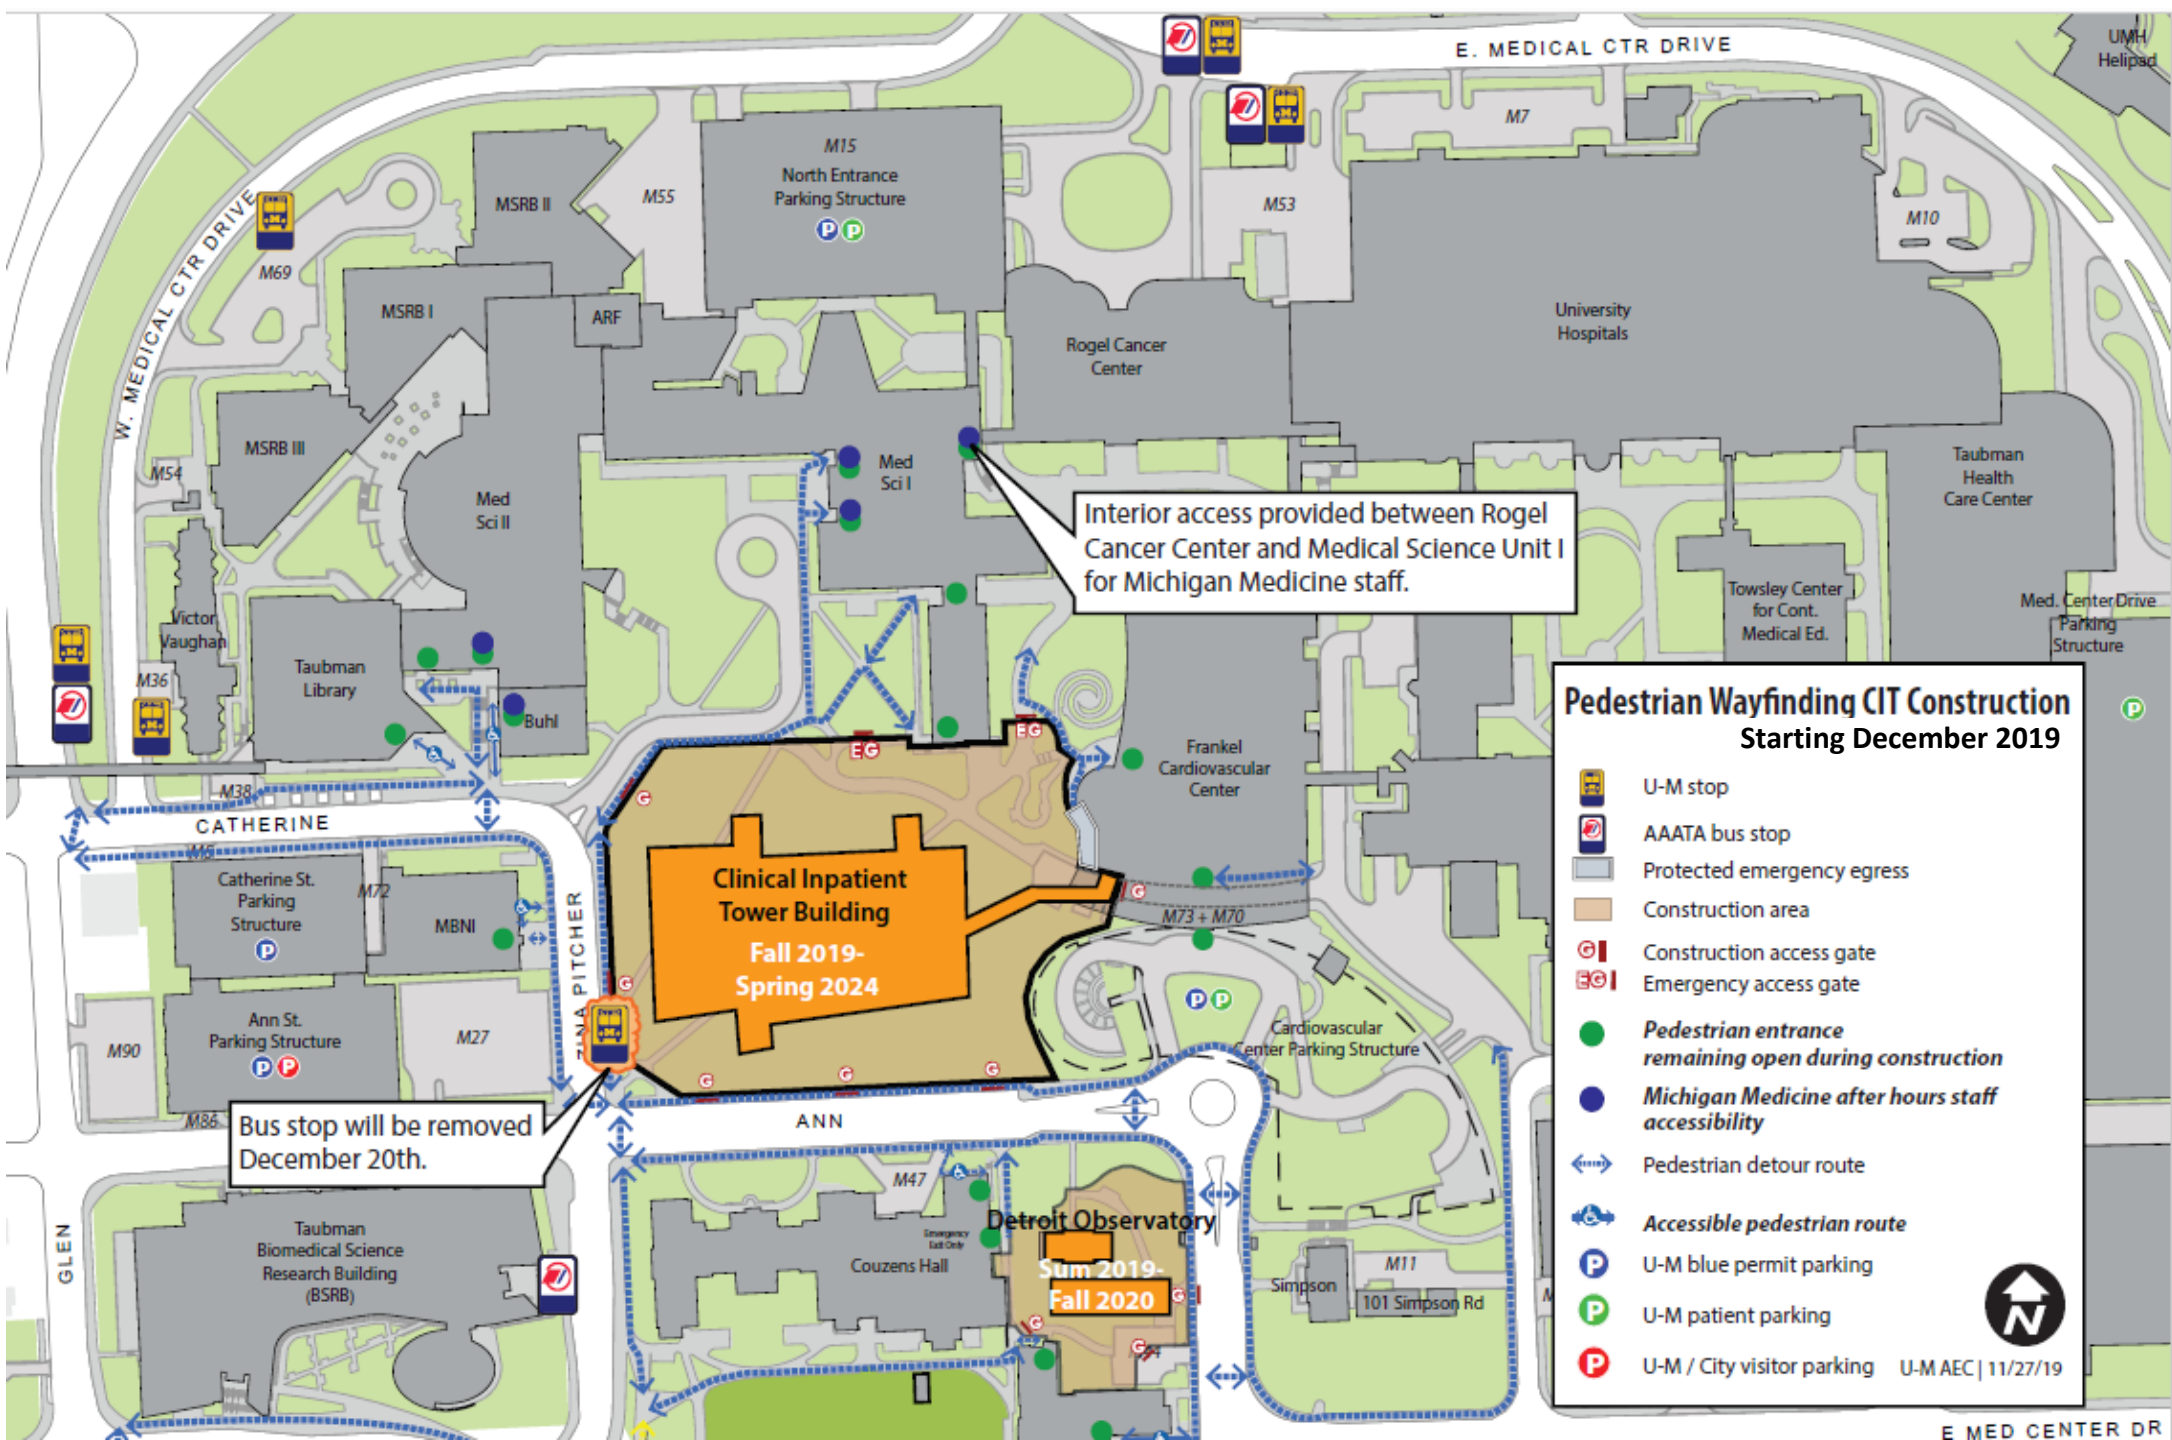 E. MEDICAL CTR DRIVE
UMH
Helipad
M7
M15
North Entrance
Parking Structure
P P
M55
MSRB II
M53
M10
W. MEDICAL CTR DRIVE
M69
MSRB I
ARF
University
Hospitals
Rogel Cancer
Center
MSRB III
M54
Med
Sci I
Med
Sci II
Taubman
Health
Care Center
Interior access provided between Rogel
Cancer Center and Medical Science Unit I
for Michigan Medicine staff.
Towsley Center
for Cont.
Medical Ed.
Med. Center Drive
Parking
Structure
P
Victor
Vaughan
Taubman
Library
M36
Buhl
EG
EG
Frankel
Cardiovascular
Center
M38
CATHERINE
G
M6
Catherine St.
Parking
Structure
P
M72
MBNI
ZINA PITCHER
Clinical Inpatient
Tower Building
Fall 2019-
Spring 2024
G
M73 + M70
G
P P
Cardiovascular
Center Parking Structure
M90
Ann St.
Parking Structure
P P
M27
M86
G
G
G
ANN
Bus stop will be removed
December 20th.
GLEN
Taubman
Biomedical Science
Research Building
(BSRB)
M47
Emergency
Exit Only
Couzens Hall
Detroit Observatory
Sum 2019-
Fall 2020
G
G
G
Simpson
M11
101 Simpson Rd
Pedestrian Wayfinding CIT Construction
Starting December 2019
U-M stop
AAATA bus stop
Protected emergency egress
Construction area
G Construction access gate
EG Emergency access gate
Pedestrian entrance
remaining open during construction
Michigan Medicine after hours staff
accessibility
Pedestrian detour route
Accessible pedestrian route
P U-M blue permit parking
P U-M patient parking
P U-M / City visitor parking
N
U-M AEC | 11/27/19
E MED CENTER DR